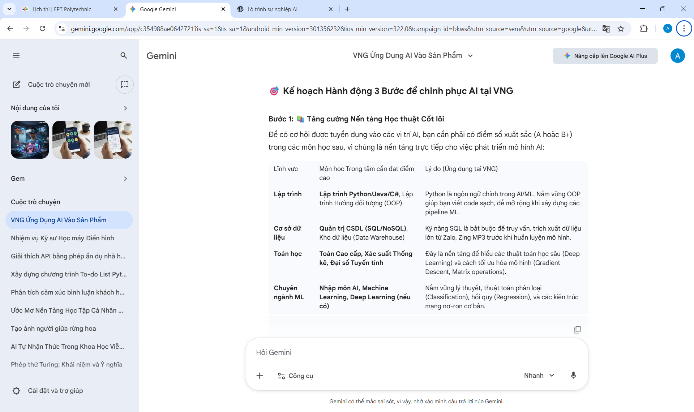 Lịch thi | FPT Polytechnic
Google Gemini
Lộ trình sự nghiệp AI
Gemini
VNG Ứng Dụng AI Vào Sản Phẩm
Nâng cấp lên Google AI Plus
A
Cuộc trò chuyện mới
Nội dung của tôi
Gem
Cuộc trò chuyện
VNG Ứng Dụng AI Vào Sản Phẩm
Nhiệm vụ Kỹ sư Học máy Điển hình
Giải thích API bằng phép ẩn dụ nhà h...
Xây dựng chương trình To-do List Pyt...
Phân tích cảm xúc bình luận khách h...
Ước Mơ Nền Tảng Học Tập Cá Nhân ...
Tạo ảnh người giữa rừng hoa
AI Tự Nhận Thức Trong Khoa Học Viễ...
Phép thử Turing: Khái niệm và Ý nghĩa
Cài đặt và trợ giúp
🎯 Kế hoạch Hành động 3 Bước để chinh phục AI tại VNG
Bước 1: 📚 Tăng cường Nền tảng Học thuật Cốt lõi
Để có cơ hội được tuyển dụng vào các vị trí AI, bạn cần phải có điểm số xuất sắc (A hoặc B+)
trong các môn học sau, vì chúng là nền tảng trực tiếp cho việc phát triển mô hình AI:
Lĩnh vực
Môn học Trọng tâm cần đạt điểm
cao
Lý do (Ứng dụng tại VNG)
Lập trình
Lập trình Python/Java/C#, Lập
trình Hướng đối tượng (OOP)
Python là ngôn ngữ chính trong AI/ML. Nắm vững OOP
giúp bạn viết code sạch, dễ mở rộng khi xây dựng các
pipeline ML.
Cơ sở dữ
liệu
Quản trị CSDL (SQL/NoSQL),
Kho dữ liệu (Data Warehouse)
Kỹ năng SQL là bắt buộc để truy vấn, trích xuất dữ liệu
lớn từ Zalo, Zing MP3 trước khi huấn luyện mô hình.
Toán học
Toán Cao cấp, Xác suất Thống
kê, Đại số Tuyến tính
Đây là nền tảng để hiểu các thuật toán học sâu (Deep
Learning) và cách tối ưu hóa mô hình (Gradient
Descent, Matrix operations).
Chuyên
ngành ML
Nhập môn AI, Machine
Learning, Deep Learning (nếu
có)
Nắm vững lý thuyết, thuật toán phân loại
(Classification), hồi quy (Regression), và các kiến trúc
mạng nơ-ron cơ bản.
Hỏi Gemini
Công cụ
Nhanh
Gemini có thể mắc sai sót, vì vậy, nhớ xác minh câu trả lời của Gemini